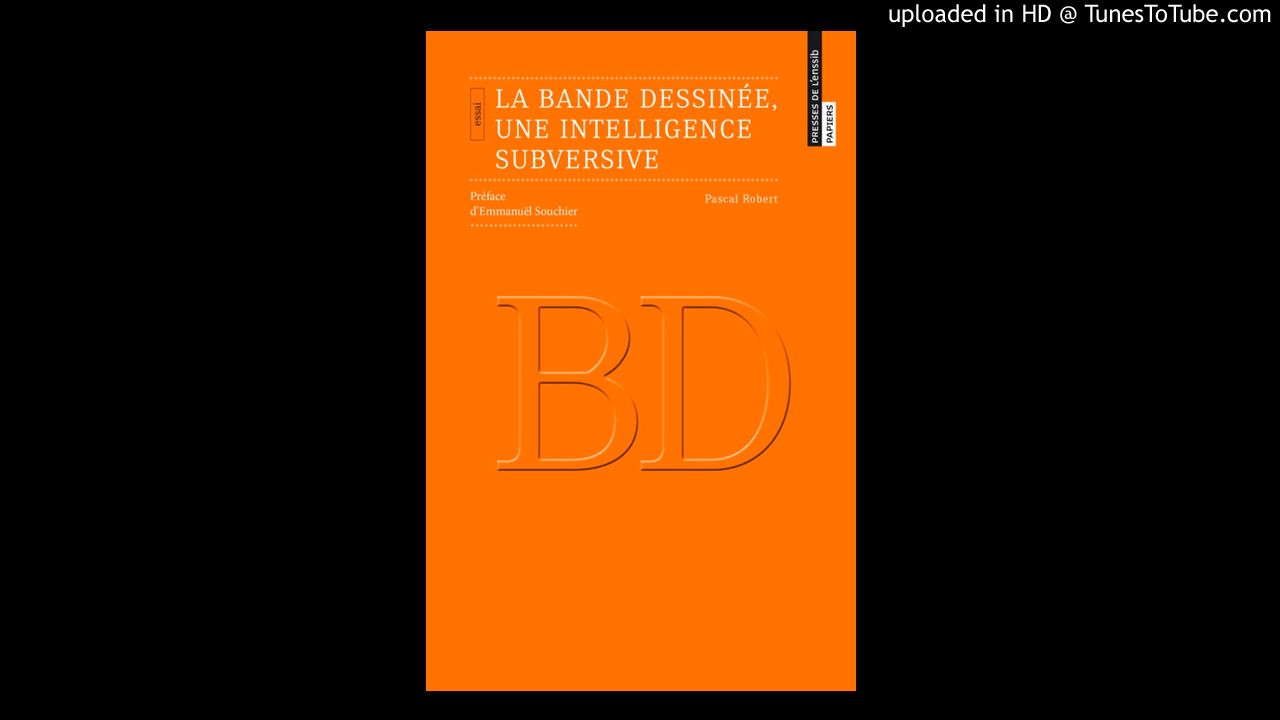 uploaded in HD @ TunesToTube.com
PRESSES DE L'enssib
PAPIERS
essai
LA BANDE DESSINÉE,
UNE INTELLIGENCE
SUBVERSIVE
Préface
d'Emmanuël Souchier
Pascal Robert
BD